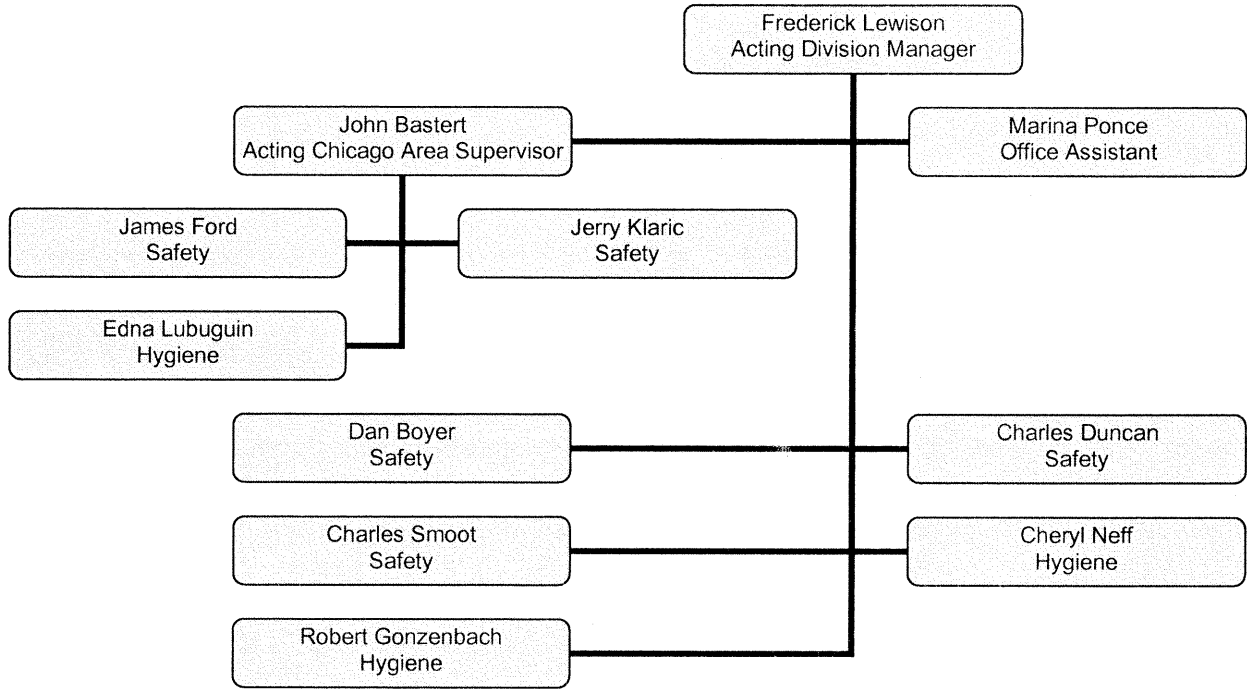 Frederick Lewison
Acting Division Manager
John Bastert
Acting Chicago Area Supervisor
Marina Ponce
Office Assistant
James Ford
Safety
Jerry Klaric
Safety
Edna Lubuguin
Hygiene
Dan Boyer
Safety
Charles Duncan
Safety
Charles Smoot
Safety
Cheryl Neff
Hygiene
Robert Gonzenbach
Hygiene